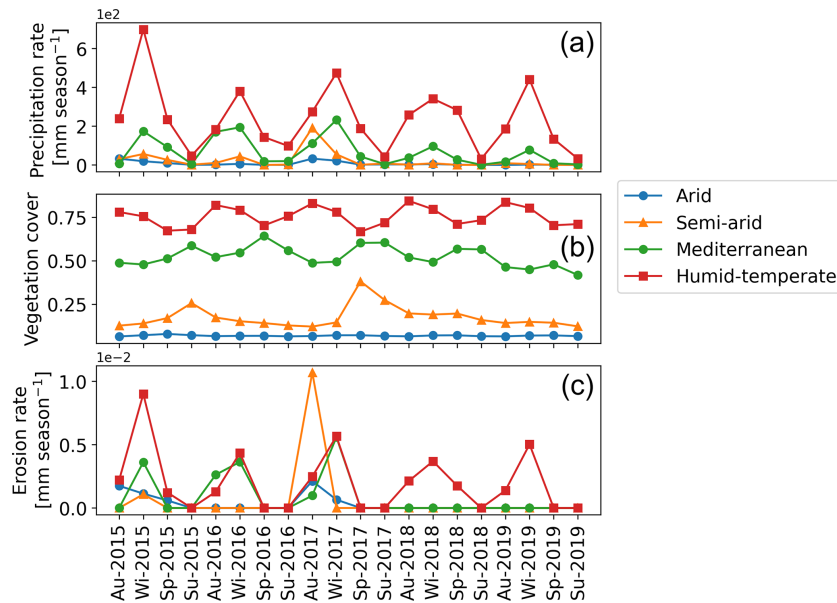 1e2
(a)
Precipitation rate
[mm season⁻¹]
6
4
2
0
Vegetation cover
0.75
0.50
0.25
(b)
1e−2
(c)
Erosion rate
[mm season⁻¹]
1.0
0.5
0.0
Au-2015
Wi-2015
Sp-2015
Su-2015
Au-2016
Wi-2016
Sp-2016
Su-2016
Au-2017
Wi-2017
Sp-2017
Su-2017
Au-2018
Wi-2018
Sp-2018
Su-2018
Au-2019
Wi-2019
Sp-2019
Su-2019
Arid
Semi-arid
Mediterranean
Humid-temperate